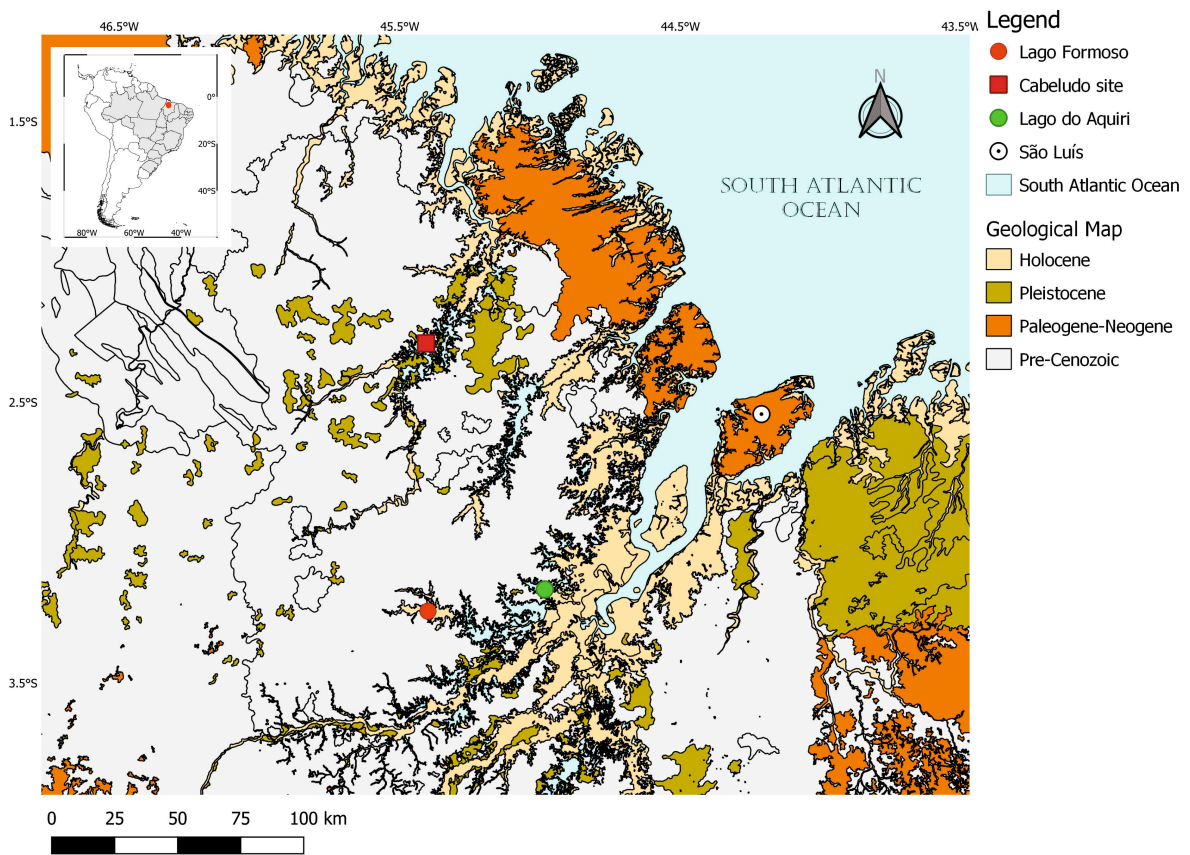 46.5°W
45.5°W
44.5°W
43.5°W
1.5°S
2.5°S
3.5°S
0°
20°S
40°S
80°W
60°W
40°W
N
SOUTH ATLANTIC
OCEAN
Legend
Lago Formoso
Cabeludo site
Lago do Aquiri
São Luís
South Atlantic Ocean
Geological Map
Holocene
Pleistocene
Paleogene-Neogene
Pre-Cenozoic
0 25 50 75 100 km